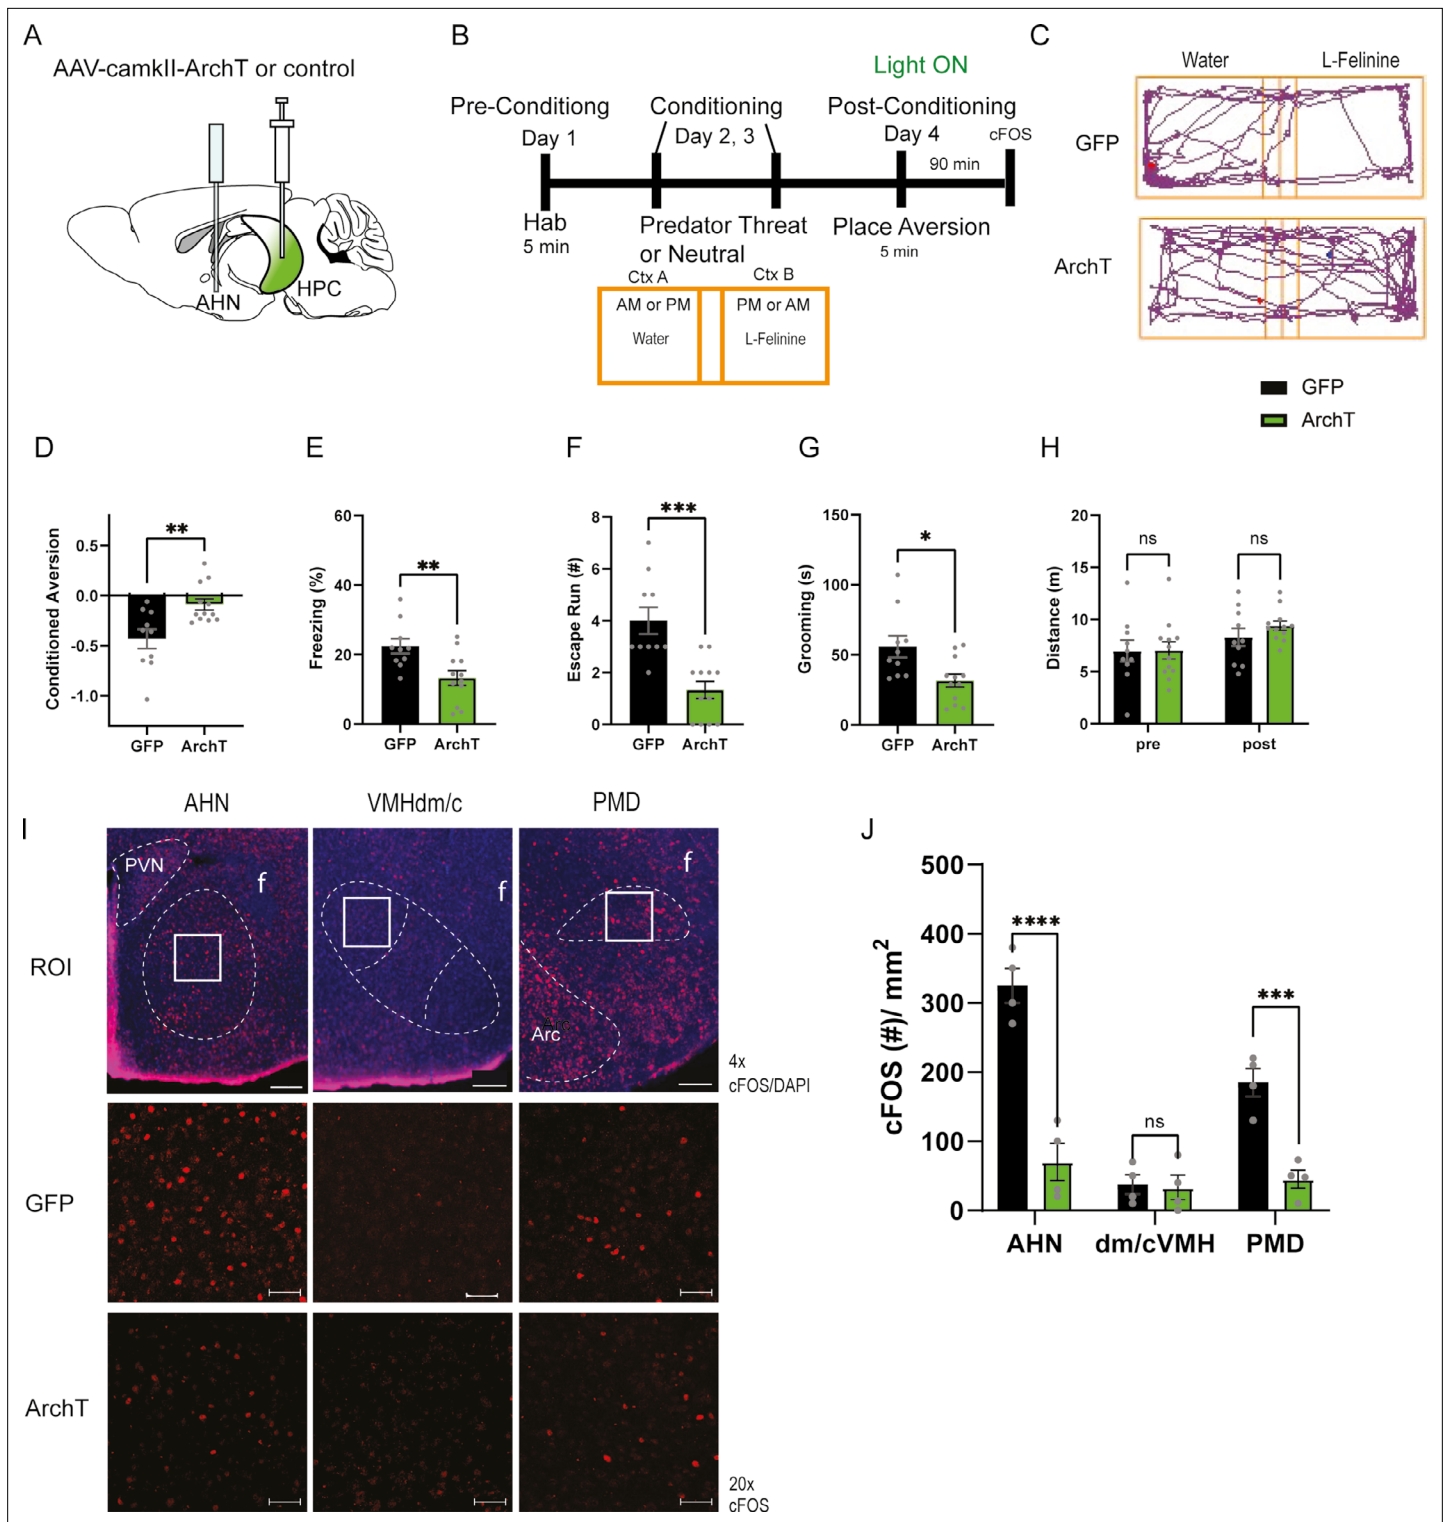 A
AAV-camkII-ArchT or control
AHN
HPC
B
Light ON
Pre-Conditiong
Conditioning
Post-Conditioning
Day 1
Day 2, 3
Day 4
cFOS
90 min
Hab
5 min
Predator Threat
or Neutral
Place Aversion
5 min
Ctx A
Ctx B
AM or PM
PM or AM
Water
L-Felinine
C
Water
L-Felinine
GFP
ArchT
GFP
ArchT
D
Conditioned Aversion
0.5
0.0
-0.5
-1.0
**
GFP
ArchT
E
Freezing (%)
60
40
20
0
**
GFP
ArchT
F
Escape Run (#)
8
6
4
2
0
***
GFP
ArchT
G
Grooming (s)
150
100
50
0
*
GFP
ArchT
H
Distance (m)
20
15
10
5
0
ns
ns
pre
post
I
AHN
VMHdm/c
PMD
ROI
PVN
f
f
f
Arc
Arc
4x
cFOS/DAPI
GFP
ArchT
20x
cFOS
J
cFOS (#)/ mm²
500
400
300
200
100
0
****
ns
***
AHN
dm/cVMH
PMD